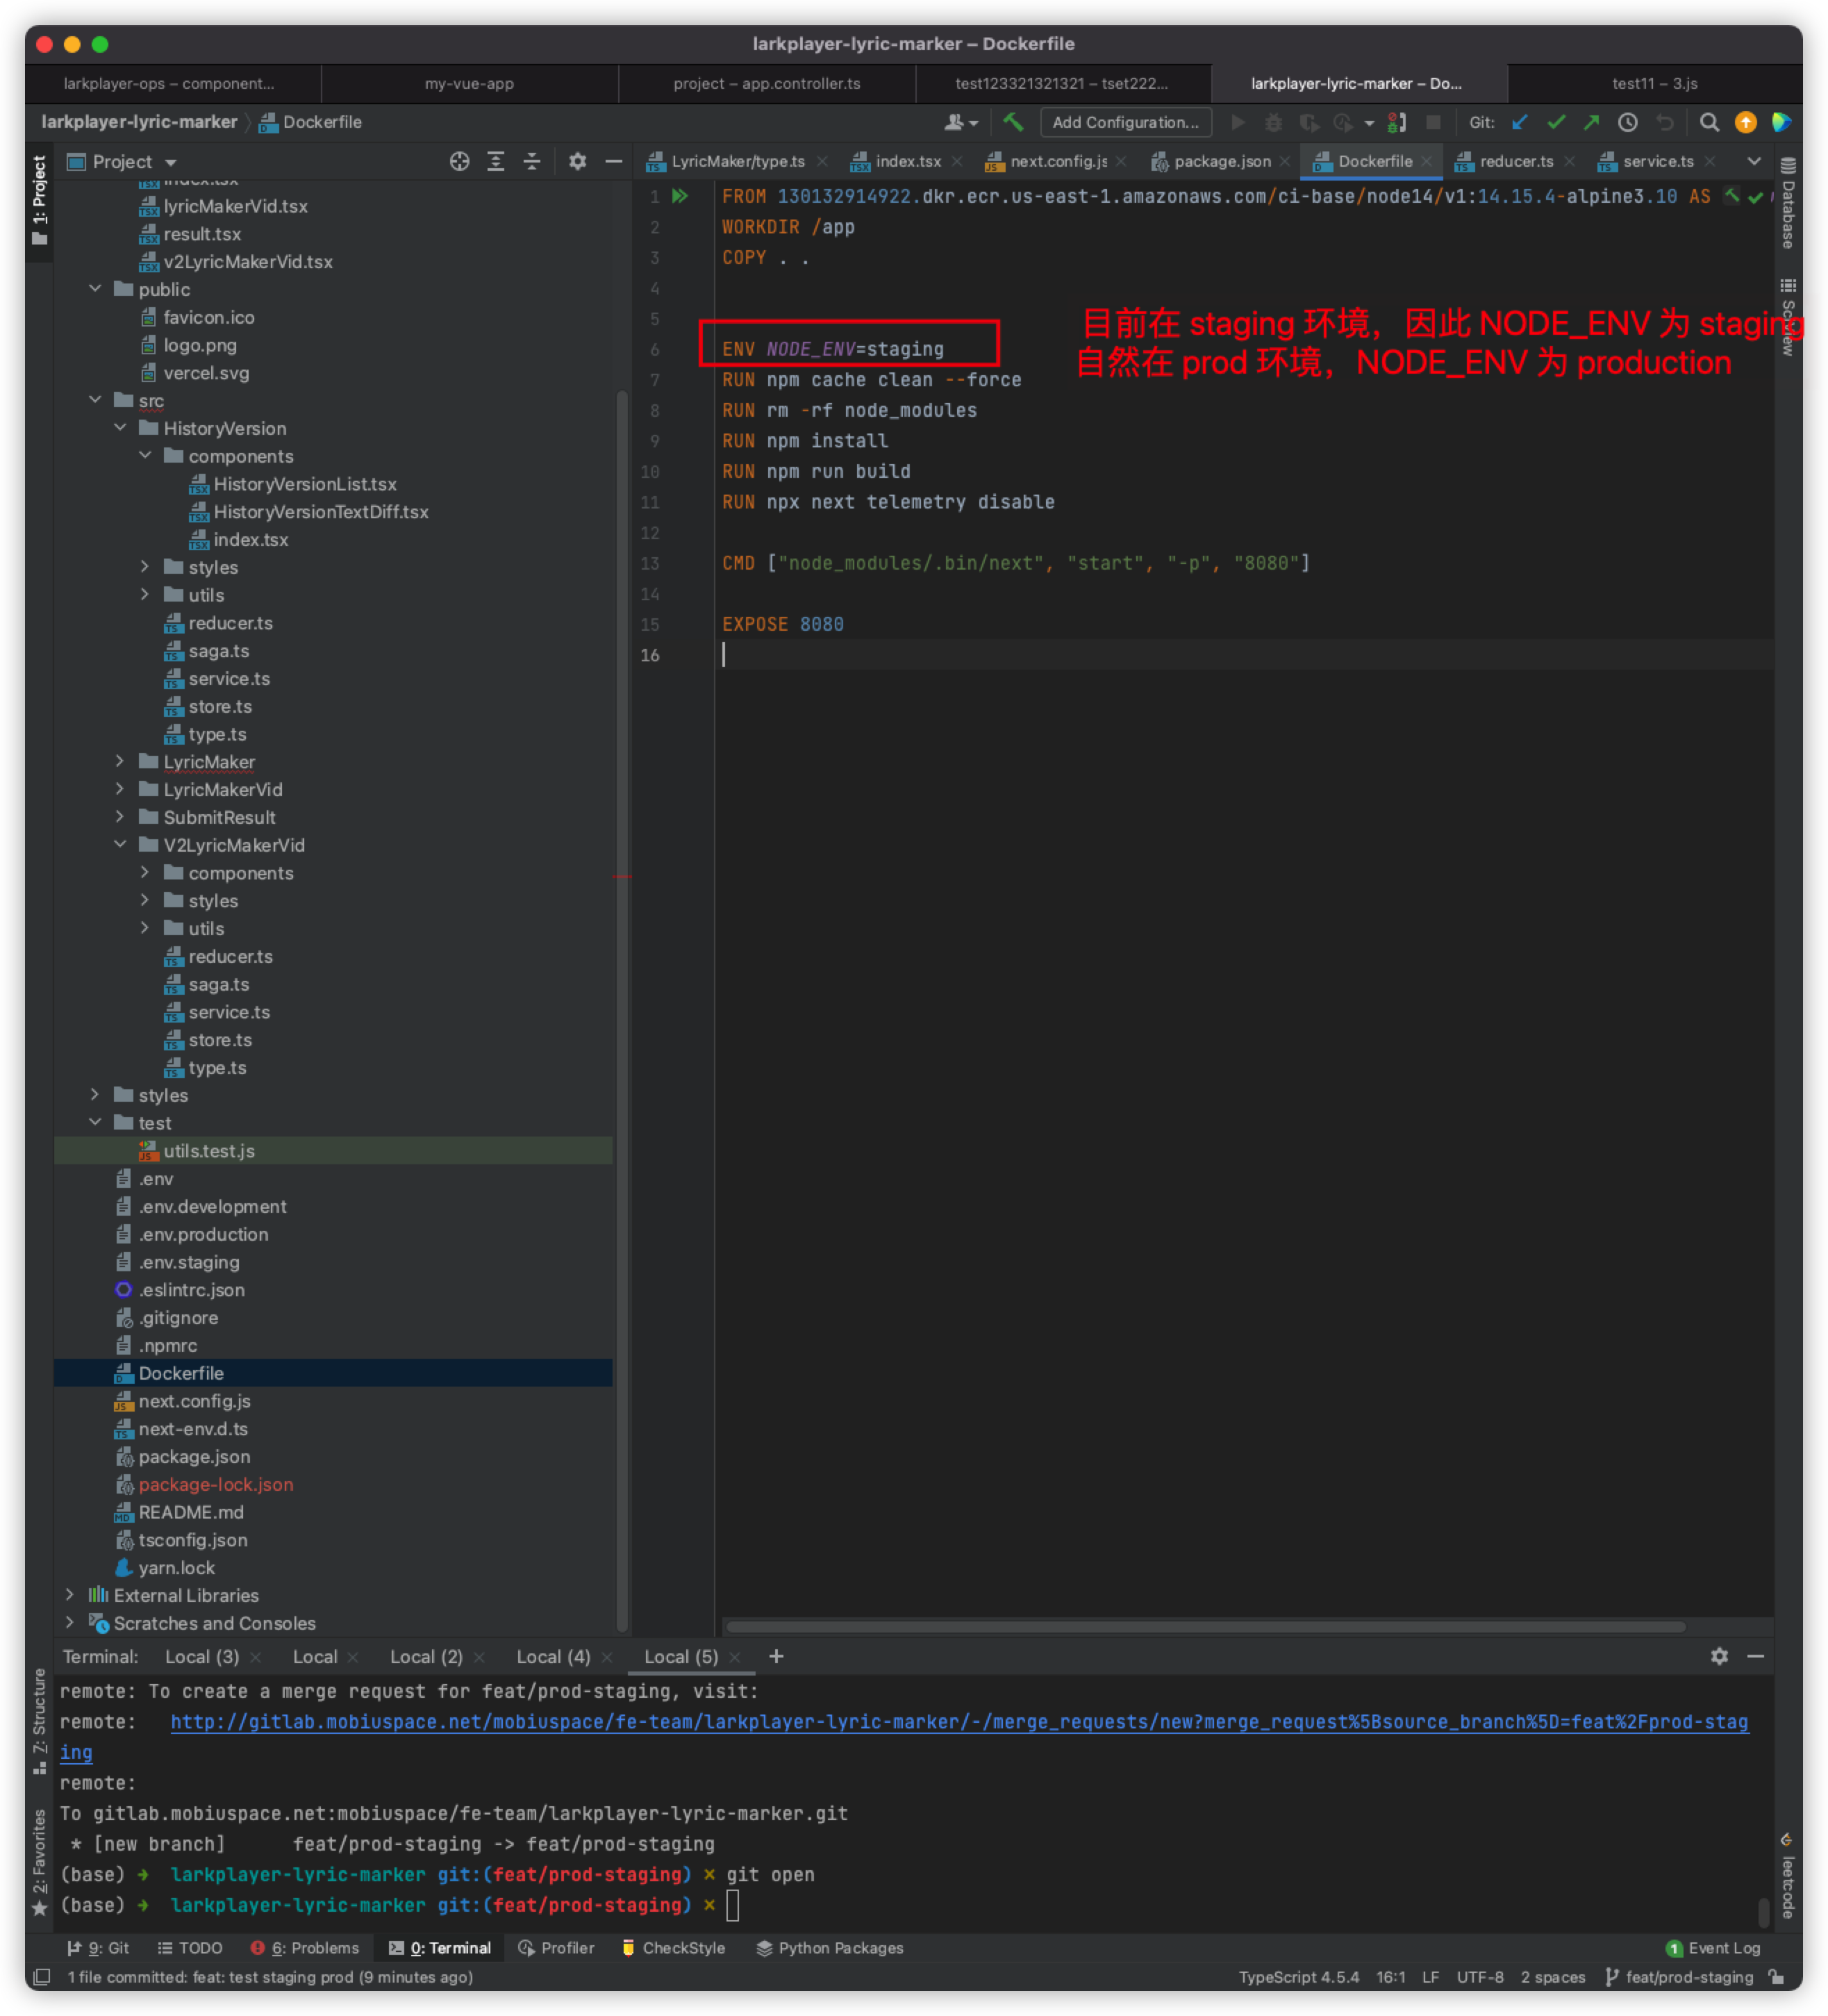 larkplayer-lyric-marker – Dockerfile
larkplayer-ops – component...
my-vue-app
project – app.controller.ts
test123321321321 – tset222...
larkplayer-lyric-marker – Do...
test11 – 3.js
larkplayer-lyric-marker
Dockerfile
Add Configuration...
Git:
1: Project
Project
LyricMaker/type.ts
index.tsx
next.config.js
package.json
Dockerfile
reducer.ts
service.ts
Database
SciView
index.tsx
lyricMakerVid.tsx
result.tsx
v2LyricMakerVid.tsx
public
favicon.ico
logo.png
vercel.svg
src
HistoryVersion
components
HistoryVersionList.tsx
HistoryVersionTextDiff.tsx
index.tsx
styles
utils
reducer.ts
saga.ts
service.ts
store.ts
type.ts
LyricMaker
LyricMakerVid
SubmitResult
V2LyricMakerVid
components
styles
utils
reducer.ts
saga.ts
service.ts
store.ts
type.ts
styles
test
utils.test.js
.env
.env.development
.env.production
.env.staging
.eslintrc.json
.gitignore
.npmrc
Dockerfile
next.config.js
next-env.d.ts
package.json
package-lock.json
README.md
tsconfig.json
yarn.lock
External Libraries
Scratches and Consoles
1 FROM 130132914922.dkr.ecr.us-east-1.amazonaws.com/ci-base/node14/v1:14.15.4-alpine3.10 AS
2 WORKDIR /app
3 COPY . .
4
5
6 ENV NODE_ENV=staging
7 RUN npm cache clean --force
8 RUN rm -rf node_modules
9 RUN npm install
10 RUN npm run build
11 RUN npx next telemetry disable
12
13 CMD ["node_modules/.bin/next", "start", "-p", "8080"]
14
15 EXPOSE 8080
16
目前在 staging 环境，因此 NODE_ENV 为 staging
自然在 prod 环境，NODE_ENV 为 production
Terminal:
Local (3)
Local
Local (2)
Local (4)
Local (5)
remote: To create a merge request for feat/prod-staging, visit:
remote:   http://gitlab.mobiuspace.net/mobiuspace/fe-team/larkplayer-lyric-marker/-/merge_requests/new?merge_request%5Bsource_branch%5D=feat%2Fprod-stag
ing
remote:
To gitlab.mobiuspace.net:mobiuspace/fe-team/larkplayer-lyric-marker.git
* [new branch]      feat/prod-staging -> feat/prod-staging
(base) ➜  larkplayer-lyric-marker git:(feat/prod-staging) ✗ git open
(base) ➜  larkplayer-lyric-marker git:(feat/prod-staging) ✗
Z: Structure
2: Favorites
leetcode
9: Git
TODO
6: Problems
0: Terminal
Profiler
CheckStyle
Python Packages
1 Event Log
1 file committed: feat: test staging prod (9 minutes ago)
TypeScript 4.5.4
16:1
LF
UTF-8
2 spaces
feat/prod-staging